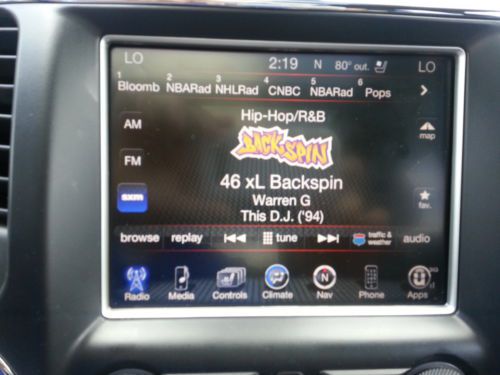 LO 2:19 N 80° out. LO
1 Bloomb 2 NBARad 3 NHLRad 4 CNBC 5 NBARad 6 Pops
Hip-Hop/R&B
AM
BACKSPIN
map
FM
46 xL Backspin
sxm
Warren G
fav.
This D.J. ('94)
browse replay tune traffic & weather audio
N
Radio Media Controls Climate Nav Phone Apps